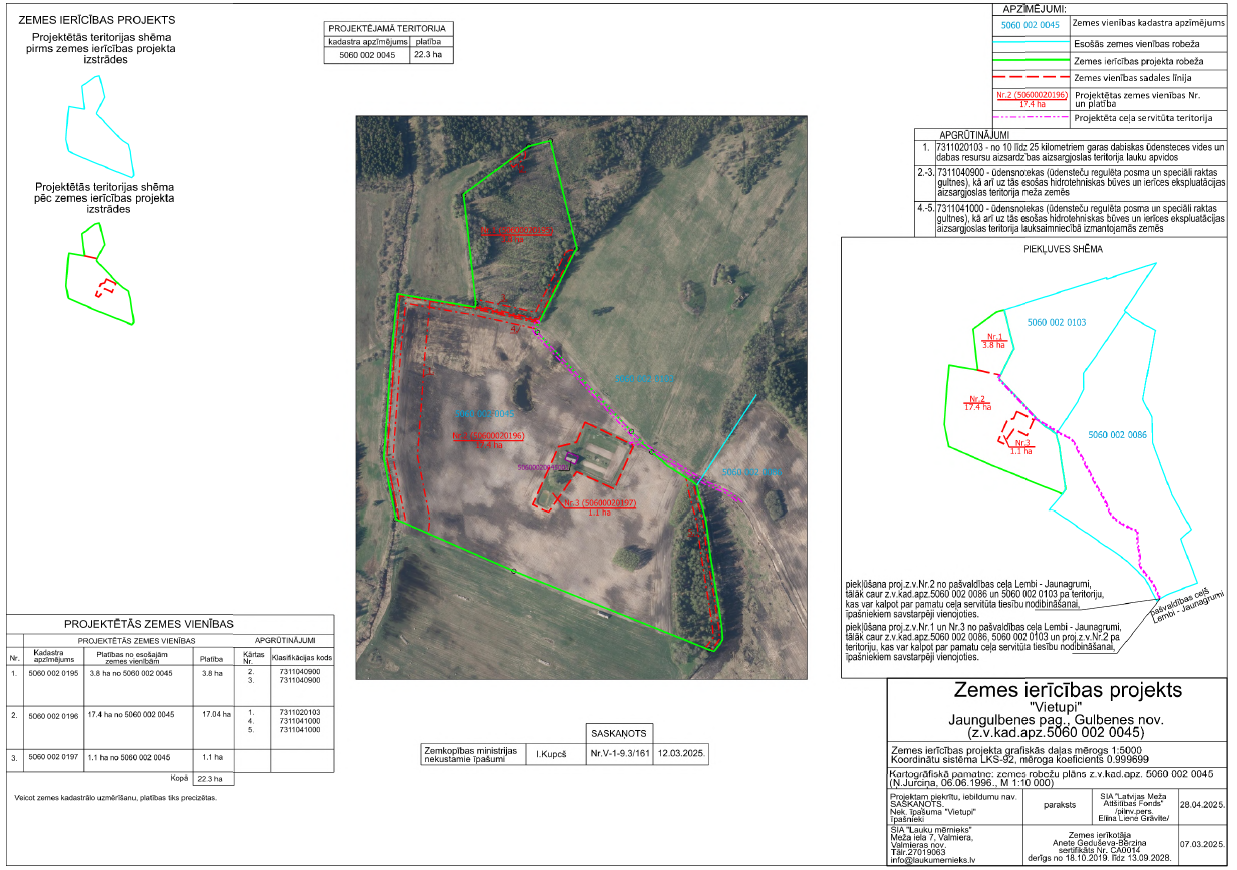 ZEMES IERĪCĪBAS PROJEKTS
Projektētās teritorijas shēma
pirms zemes ierīcības projekta
izstrādes
Projektētās teritorijas shēma
pēc zemes ierīcības projekta
izstrādes
PROJEKTĒJAMĀ TERITORIJA
kadastra apzīmējums platība
5060 002 0045 22.3 ha
APZĪMĒJUMI:
5060 002 0045 Zemes vienības kadastra apzīmējums
Esošās zemes vienības robeža
Zemes ierīcības projekta robeža
Zemes vienības sadales līnija
Nr.2 (50600020196) Projektētas zemes vienības Nr.
17.4 ha un platība
Projektēta ceļa servitūta teritorija
APGRŪTINĀJUMI
1. 7311020103 - no 10 līdz 25 kilometriem garas dabiskas ūdensteces vides un
dabas resursu aizsardzības aizsargjoslas teritorija lauku apvidos
2.-3. 7311040900 - ūdensnotekas (ūdensteču regulēta posma un speciāli raktas
gultnes), kā arī uz tās esošas hidrotehniskas būves un ierīces ekspluatācijas
aizsargjoslas teritorija meža zemēs
4.-5. 7311041000 - ūdensnotekas (ūdensteču regulēta posma un speciāli raktas
gultnes), kā arī uz tās esošas hidrotehniskas būves un ierīces ekspluatācijas
aizsargjoslas teritorija lauksaimniecībā izmantojamās zemēs
PIEKĻUVES SHĒMA
5060 002 0103
Nr.1
3.8 ha
Nr.2
17.4 ha
5060 002 0086
Nr.3
1.1 ha
5060 002 0045
Nr.2 (50600020196)
17.4 ha
Nr.3 (50600020197)
1.1 ha
piekļūšana proj.z.v.Nr.2 no pašvaldības ceļa Lembi - Jaunagrumi,
tālāk caur z.v.kad.apz.5060 002 0086 un 5060 002 0103 pa teritoriju,
kas var kalpot par pamatu ceļa servitūta tiesību nodibināšanai,
īpašniekiem savstarpēji vienojoties.
piekļūšana proj.z.v.Nr.1 un Nr.3 no pašvaldības ceļa Lembi - Jaunagrumi,
tālāk caur z.v.kad.apz.5060 002 0086, 5060 002 0103 un proj.z.v.Nr.2 pa
teritoriju, kas var kalpot par pamatu ceļa servitūta tiesību nodibināšanai,
īpašniekiem savstarpēji vienojoties.
pašvaldības ceļš
Lembi - Jaunagrumi
PROJEKTĒTĀS ZEMES VIENĪBAS
PROJEKTĒTĀS ZEMES VIENĪBAS APGRŪTINĀJUMI
Nr. Kadastra apzīmējums Platības no esošajām zemes vienībām Platība Kārtas Nr. Klasifikācijas kods
1. 5060 002 0195 3.8 ha no 5060 002 0045 3.8 ha 2. 7311040900
3. 7311040900
2. 5060 002 0196 17.4 ha no 5060 002 0045 17.04 ha 1. 7311020103
4. 7311041000
5. 7311041000
3. 5060 002 0197 1.1 ha no 5060 002 0045 1.1 ha
Kopā 22.3 ha
Veicot zemes kadastrālo uzmērīšanu, platības tiks precizētas.
SASKAŅOTS
Zemkopības ministrijas
nekustamie īpašumi I.Kupcš Nr.V-1-9.3/161 12.03.2025.
Zemes ierīcības projekts
"Vietupi"
Jaungulbenes pag., Gulbenes nov.
(z.v.kad.apz.5060 002 0045)
Zemes ierīcības projekta grafiskās daļas mērogs 1:5000
Koordinātu sistēma LKS-92, mēroga koeficients 0.999699
Kartogrāfiskā pamatne: zemes robežu plāns z.v.kad.apz. 5060 002 0045
(Ņ.Jurciņa, 06.06.1996., M 1:10 000)
Projektam piekrītu, iebildumu nav.
SASKAŅOTS.
Nek. īpašuma "Vietupi"
īpašnieki
paraksts
SIA "Latvijas Meža
Attīstības Fonds"
/pilnv.pers.
Elīna Liene Grāvīte/
28.04.2025.
SIA "Lauku mērnieks"
Meža iela 7, Valmiera,
Valmieras nov.
Tālr.27019063
info@laukumernieks.lv
Zemes ierīkotāja
Anete Geduševa-Bērziņa
sertifikāts Nr. CA0014
derīgs no 18.10.2019. līdz 13.09.2028.
07.03.2025.